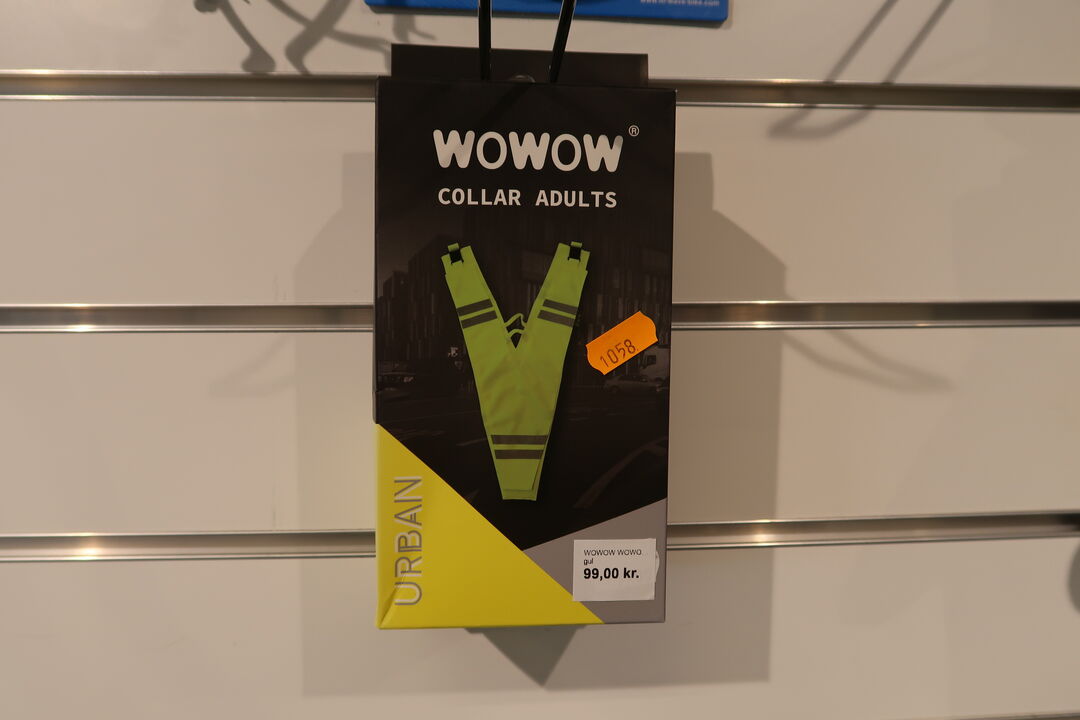 WOWOW®
COLLAR ADULTS
1058
URBAN
WOWOW WOWO.
gul
99,00 kr.